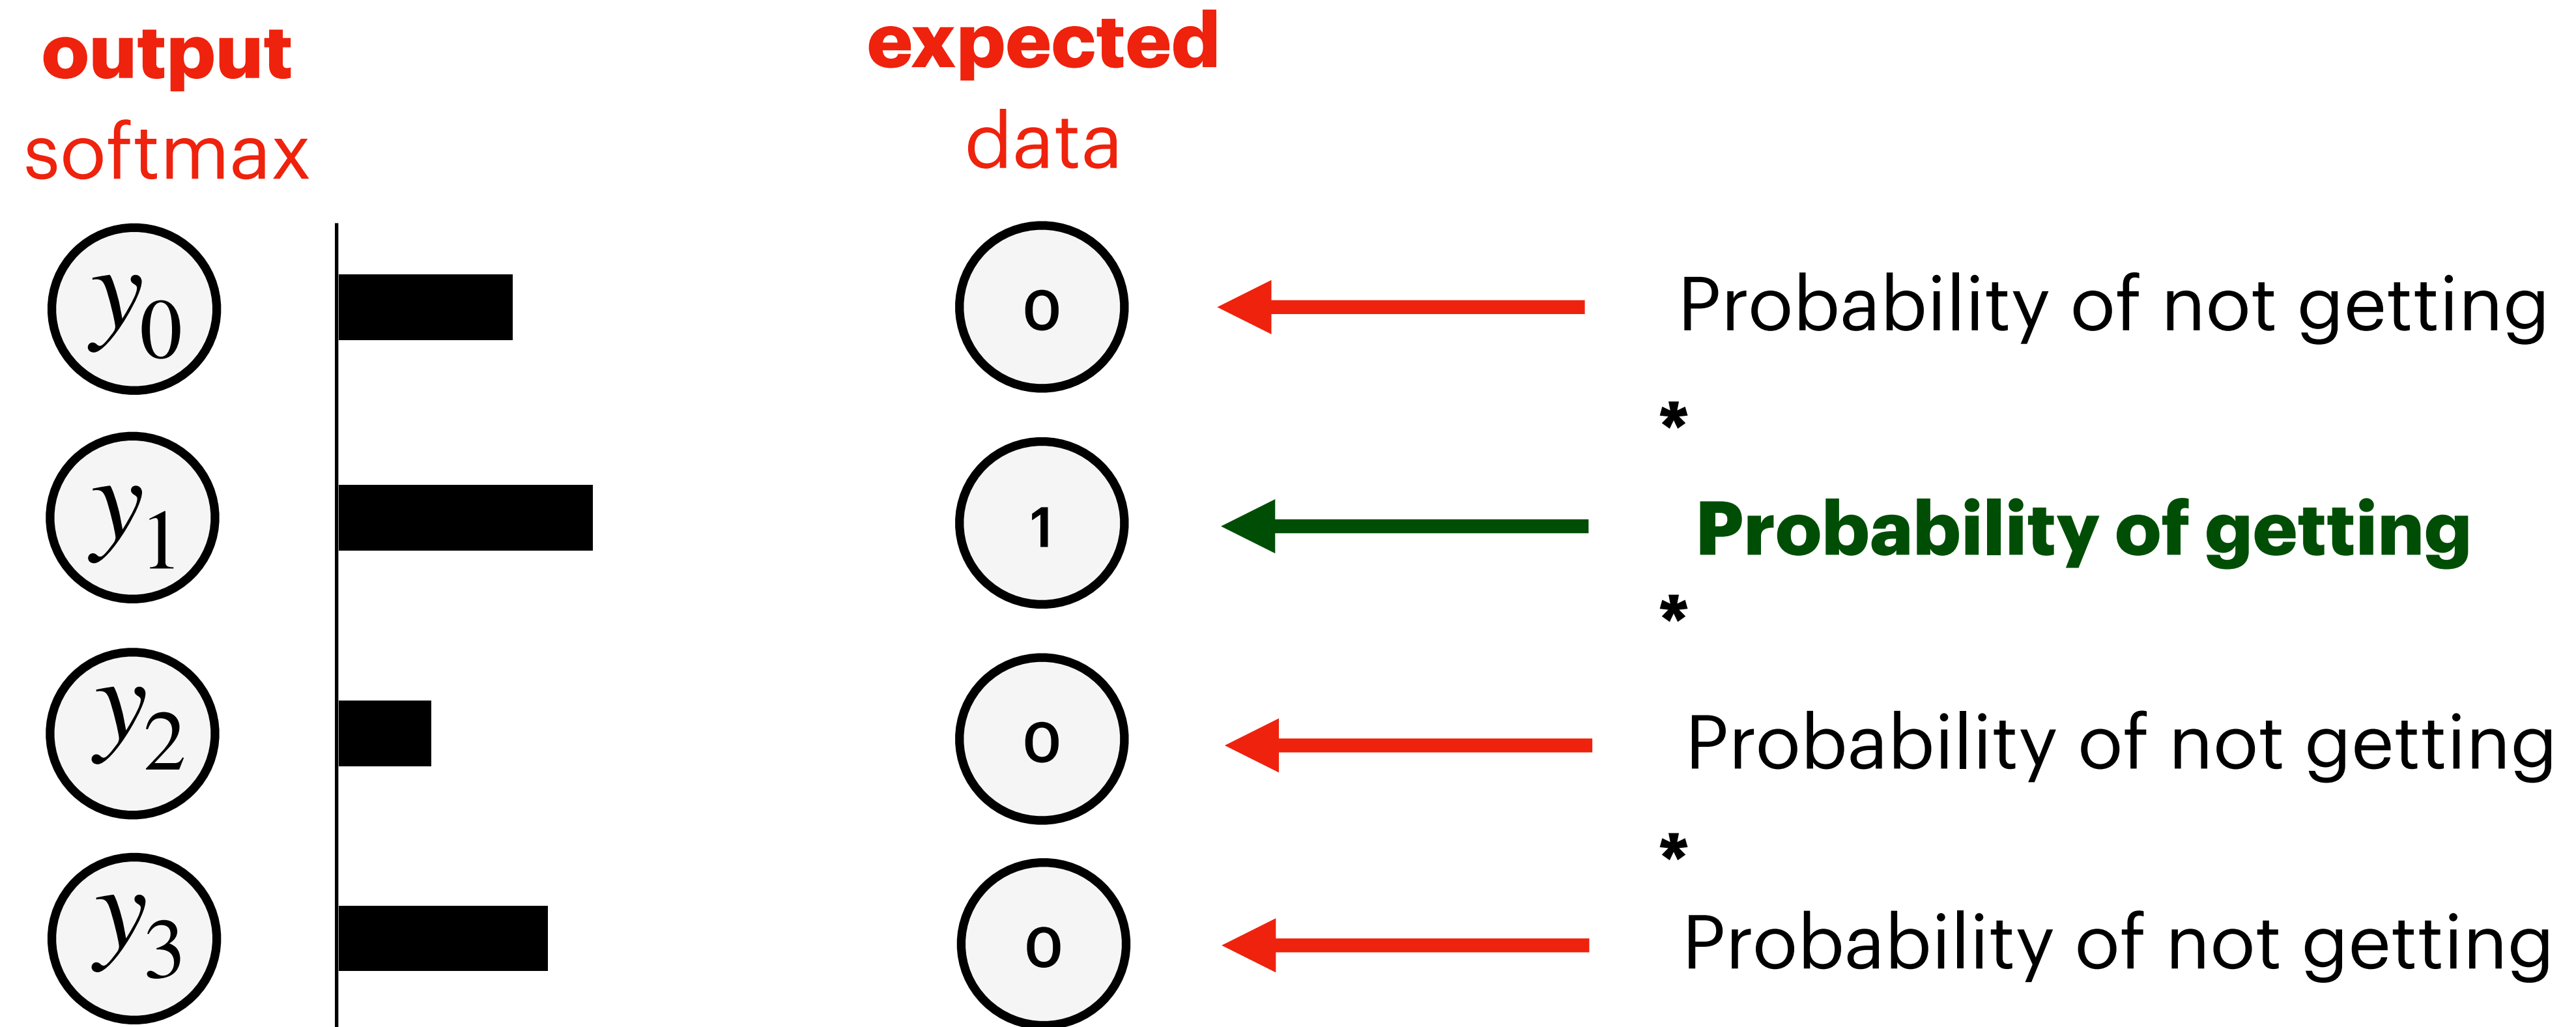 output
softmax
expected
data
y0
0
Probability of not getting
*
y1
1
Probability of getting
*
y2
0
Probability of not getting
*
y3
0
Probability of not getting